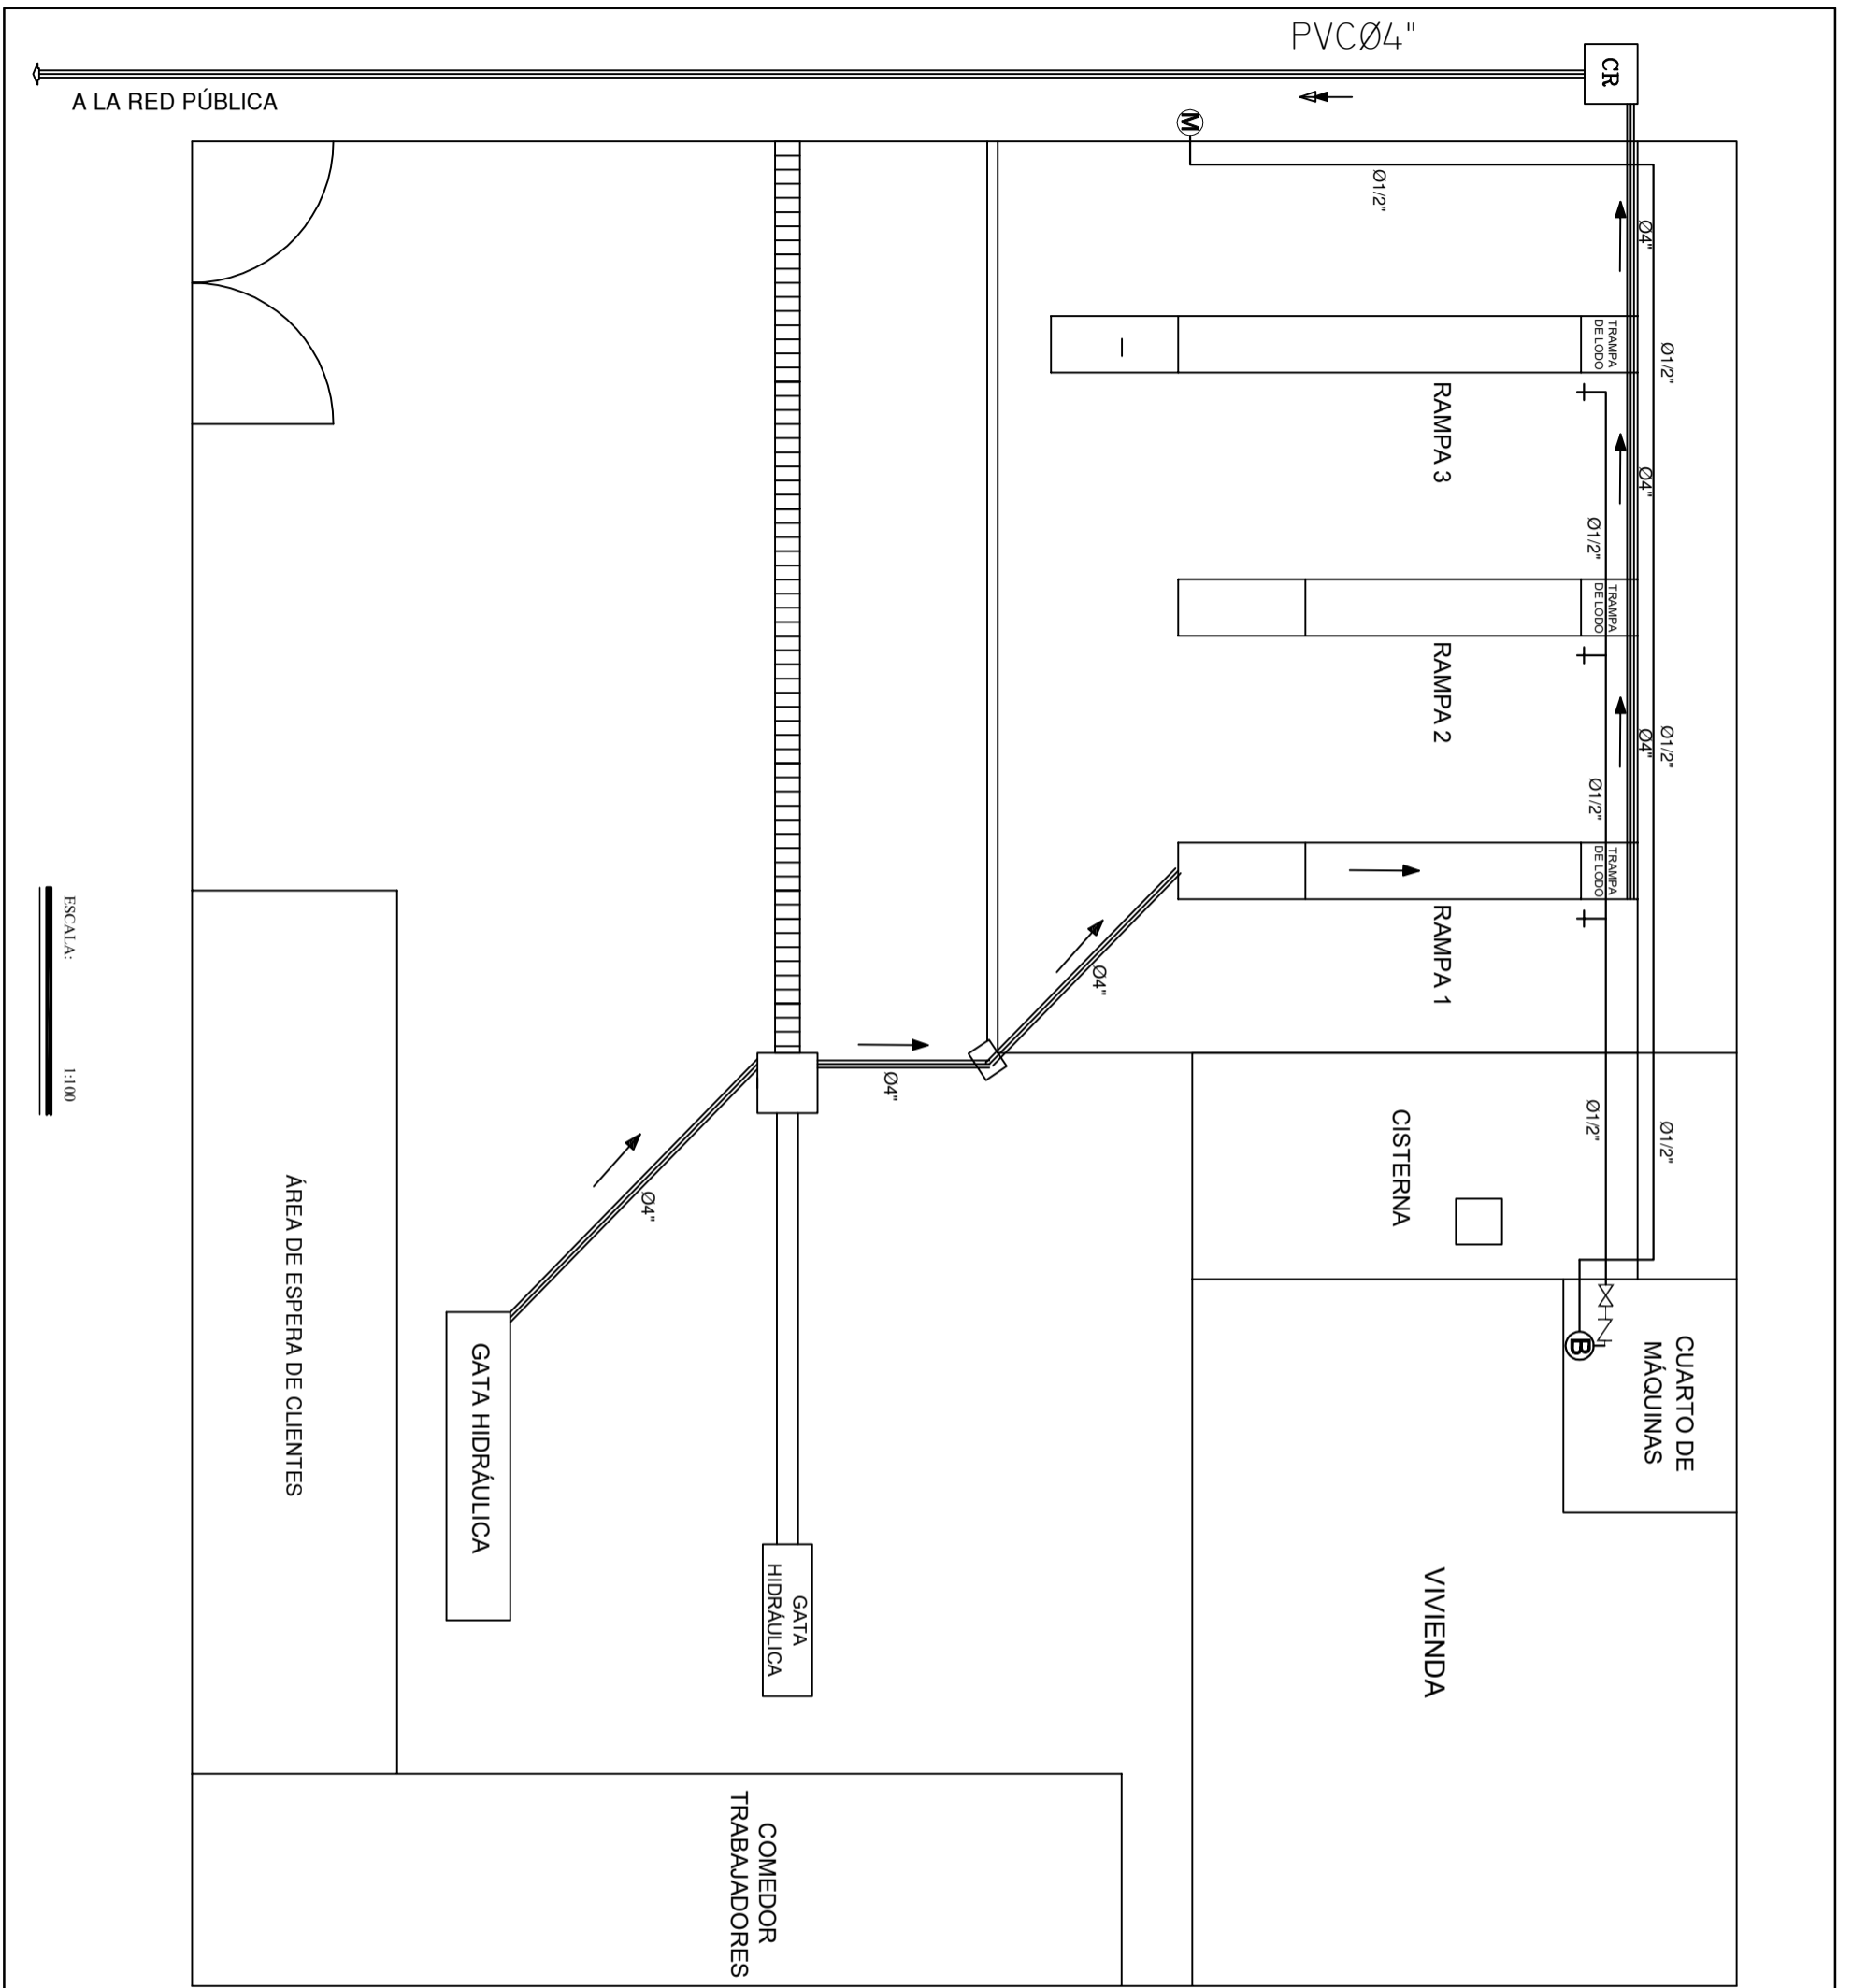 PVCØ4"
CR
A LA RED PÚBLICA
M
Ø1/2"
Ø4"
TRAMPA
DE LODO
Ø1/2"
RAMPA 3
Ø4"
Ø1/2"
TRAMPA
DE LODO
RAMPA 2
Ø4"
Ø1/2"
Ø1/2"
TRAMPA
DE LODO
RAMPA 1
Ø4"
Ø4"
Ø4"
CISTERNA
Ø1/2"
Ø1/2"
B
CUARTO DE
MÁQUINAS
VIVIENDA
GATA HIDRÁULICA
GATA
HIDRÁULICA
ÁREA DE ESPERA DE CLIENTES
COMEDOR
TRABAJADORES
ESCALA: 1:100